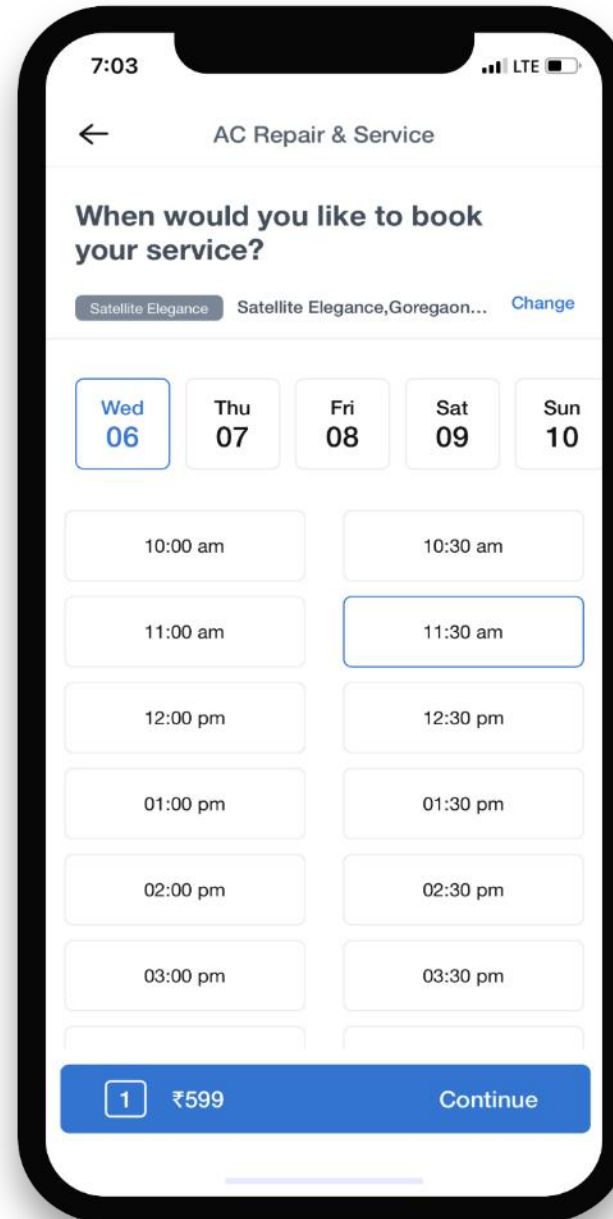 7:03 LTE
AC Repair & Service
When would you like to book
your service?
Satellite Elegance Satellite Elegance,Goregaon... Change
Wed Thu Fri Sat Sun
06 07 08 09 10
10:00 am 10:30 am
11:00 am 11:30 am
12:00 pm 12:30 pm
01:00 pm 01:30 pm
02:00 pm 02:30 pm
03:00 pm 03:30 pm
1 ₹599 Continue